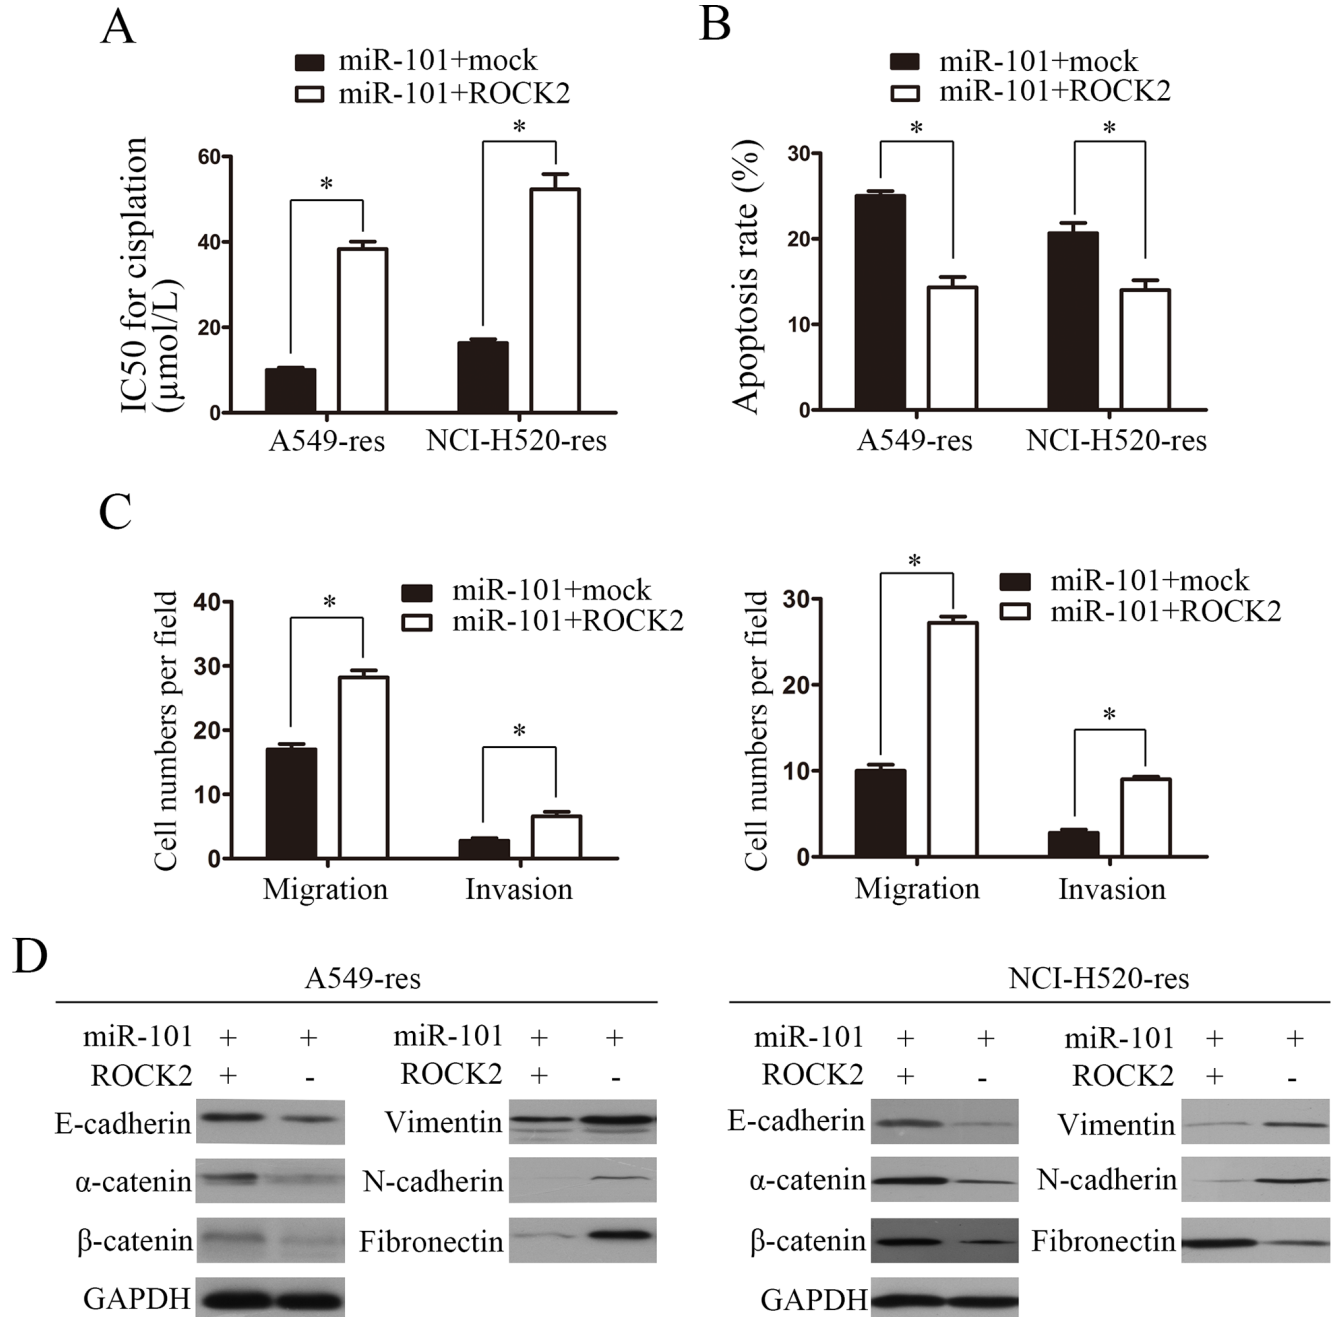 A
miR-101+mock
miR-101+ROCK2
IC50 for cisplation
(μmol/L)
60
40
20
0
*
*
A549-res
NCI-H520-res
B
miR-101+mock
miR-101+ROCK2
Apoptosis rate (%)
30
20
10
0
*
*
A549-res
NCI-H520-res
C
miR-101+mock
miR-101+ROCK2
Cell numbers per field
40
30
20
10
0
*
*
Migration
Invasion
miR-101+mock
miR-101+ROCK2
Cell numbers per field
30
20
10
0
*
*
Migration
Invasion
D
A549-res
miR-101 + +
ROCK2 + -
E-cadherin
α-catenin
β-catenin
GAPDH
miR-101 + +
ROCK2 + -
Vimentin
N-cadherin
Fibronectin
NCI-H520-res
miR-101 + +
ROCK2 + -
E-cadherin
α-catenin
β-catenin
GAPDH
miR-101 + +
ROCK2 + -
Vimentin
N-cadherin
Fibronectin